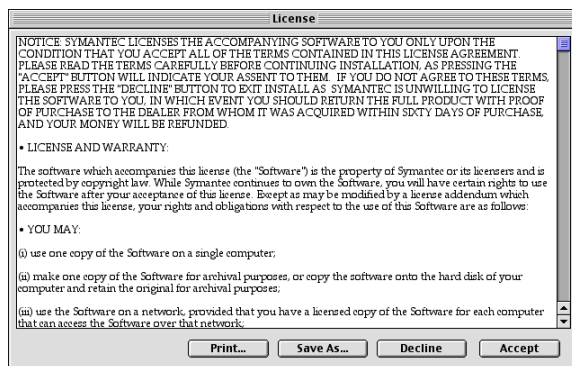 License
NOTICE: SYMANTEC LICENSES THE ACCOMPANYING SOFTWARE TO YOU ONLY UPON THE
CONDITION THAT YOU ACCEPT ALL OF THE TERMS CONTAINED IN THIS LICENSE AGREEMENT.
PLEASE READ THE TERMS CAREFULLY BEFORE CONTINUING INSTALLATION, AS PRESSING THE
"ACCEPT" BUTTON WILL INDICATE YOUR ASSENT TO THEM. IF YOU DO NOT AGREE TO THESE TERMS,
PLEASE PRESS THE "DECLINE" BUTTON TO EXIT INSTALL AS SYMANTEC IS UNWILLING TO LICENSE
THE SOFTWARE TO YOU, IN WHICH EVENT YOU SHOULD RETURN THE FULL PRODUCT WITH PROOF
OF PURCHASE TO THE DEALER FROM WHOM IT WAS ACQUIRED WITHIN SIXTY DAYS OF PURCHASE,
AND YOUR MONEY WILL BE REFUNDED.
• LICENSE AND WARRANTY:
The software which accompanies this license (the "Software") is the property of Symantec or its licensers and is
protected by copyright law. While Symantec continues to own the Software, you will have certain rights to use
the Software after your acceptance of this license. Except as may be modified by a license addendum which
accompanies this license, your rights and obligations with respect to the use of this Software are as follows:
• YOU MAY:
(i) use one copy of the Software on a single computer;
(ii) make one copy of the Software for archival purposes, or copy the software onto the hard disk of your
computer and retain the original for archival purposes;
(iii) use the Software on a network, provided that you have a licensed copy of the Software for each computer
that can access the Software over that network;
Print... Save As... Decline Accept